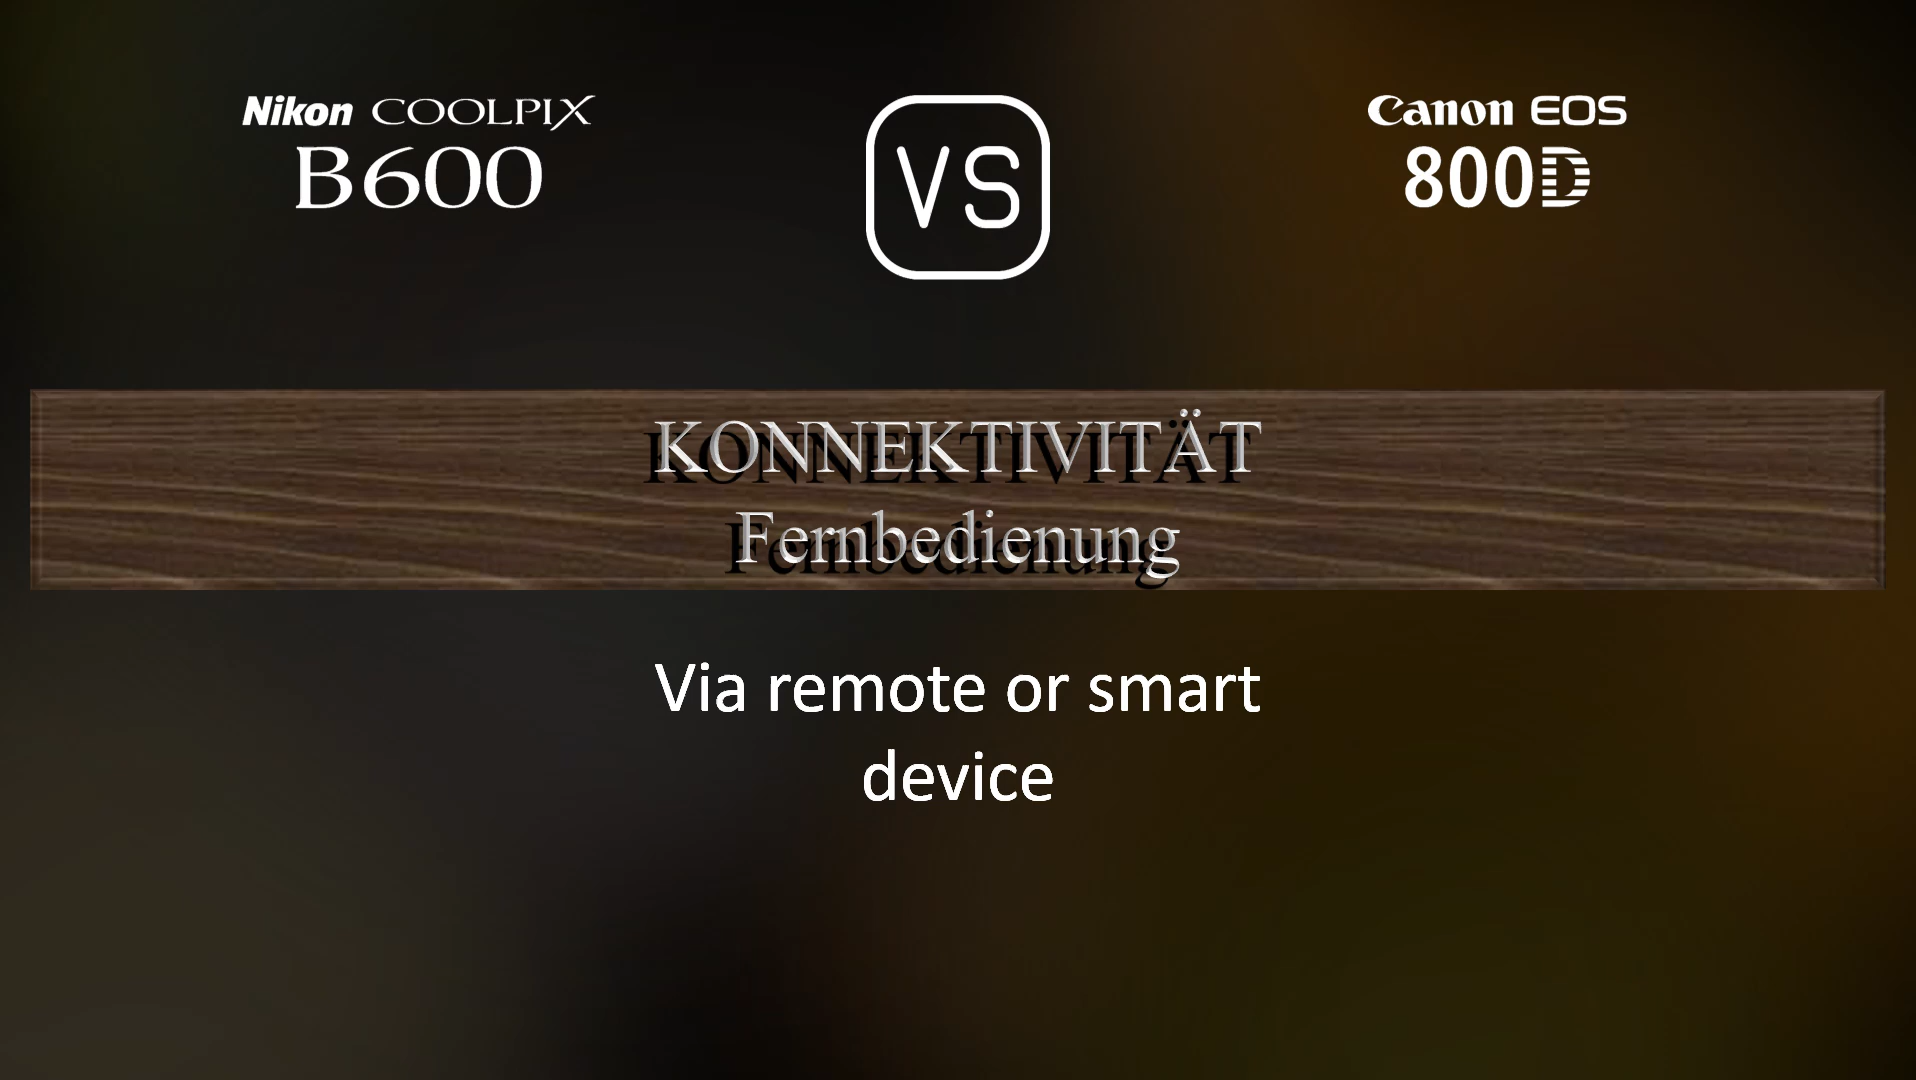 Nikon COOLPIX
B600
VS
Canon EOS
800D
KONNEKTIVITÄT
Fernbedienung
Via remote or smart
device